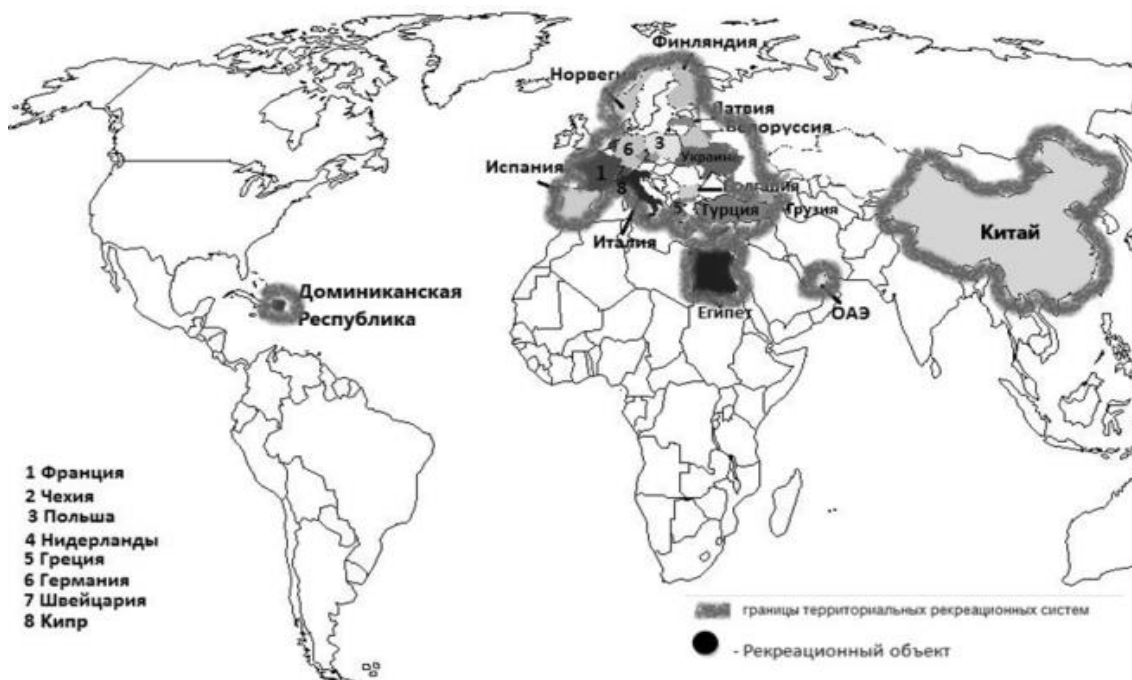 Финляндия
Норвегия
Латвия
Белоруссия
6
3
2
Украина
Испания
1
8
Болгария
5
Турция
Грузия
Италия
Китай
Доминиканская
Республика
Египет
ОАЭ
1 Франция
2 Чехия
3 Польша
4 Нидерланды
5 Греция
6 Германия
7 Швейцария
8 Кипр
границы территориальных рекреационных систем
- Рекреационный объект